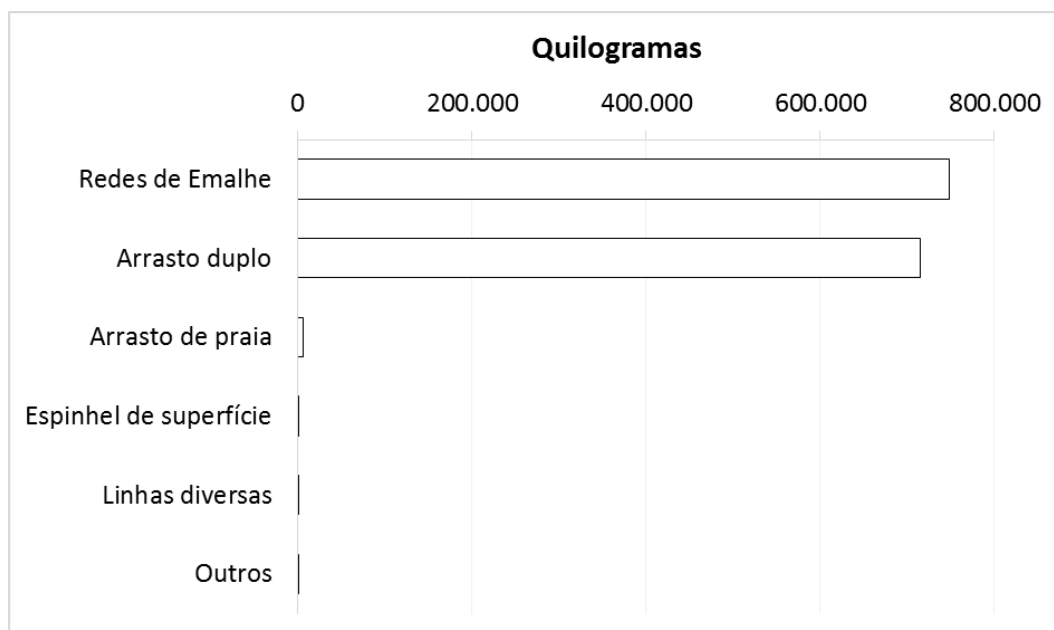 Quilogramas
0 200.000 400.000 600.000 800.000
Redes de Emalhe
Arrasto duplo
Arrasto de praia
Espinhel de superfície
Linhas diversas
Outros